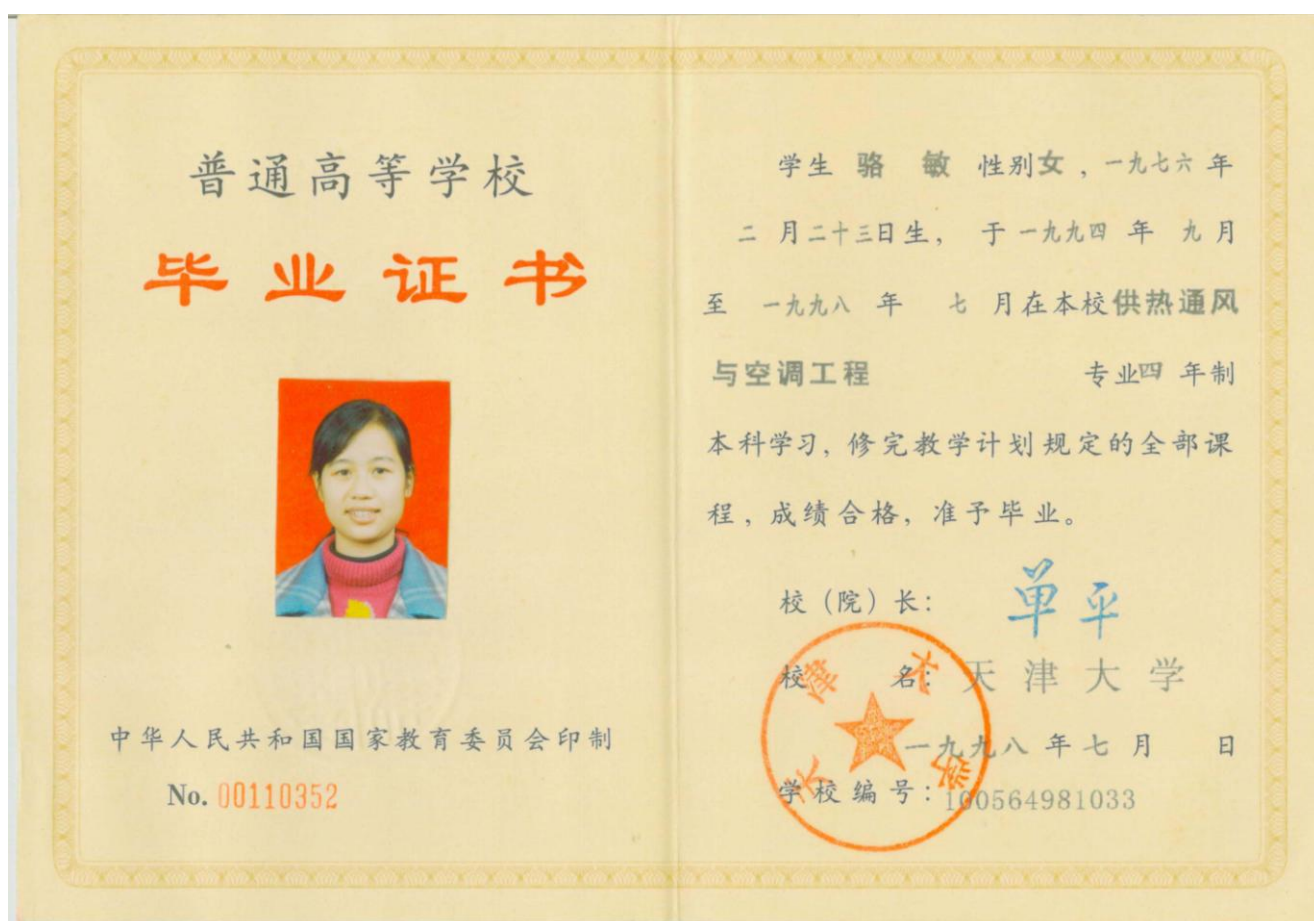 普通高等学校
毕业证书
中华人民共和国国家教育委员会印制
No. 00110352
学生 骆 敏 性别女，一九七六年
二月二十三日生， 于一九九四年 九月
至 一九九八 年 七 月在本校供热通风
与空调工程 专业四 年制
本科学习，修完教学计划规定的全部课
程，成绩合格，准予毕业。
校（院）长： 单平
校 名：天津大学
一九九八年七月 日
学校编号：100564981033
天津大学